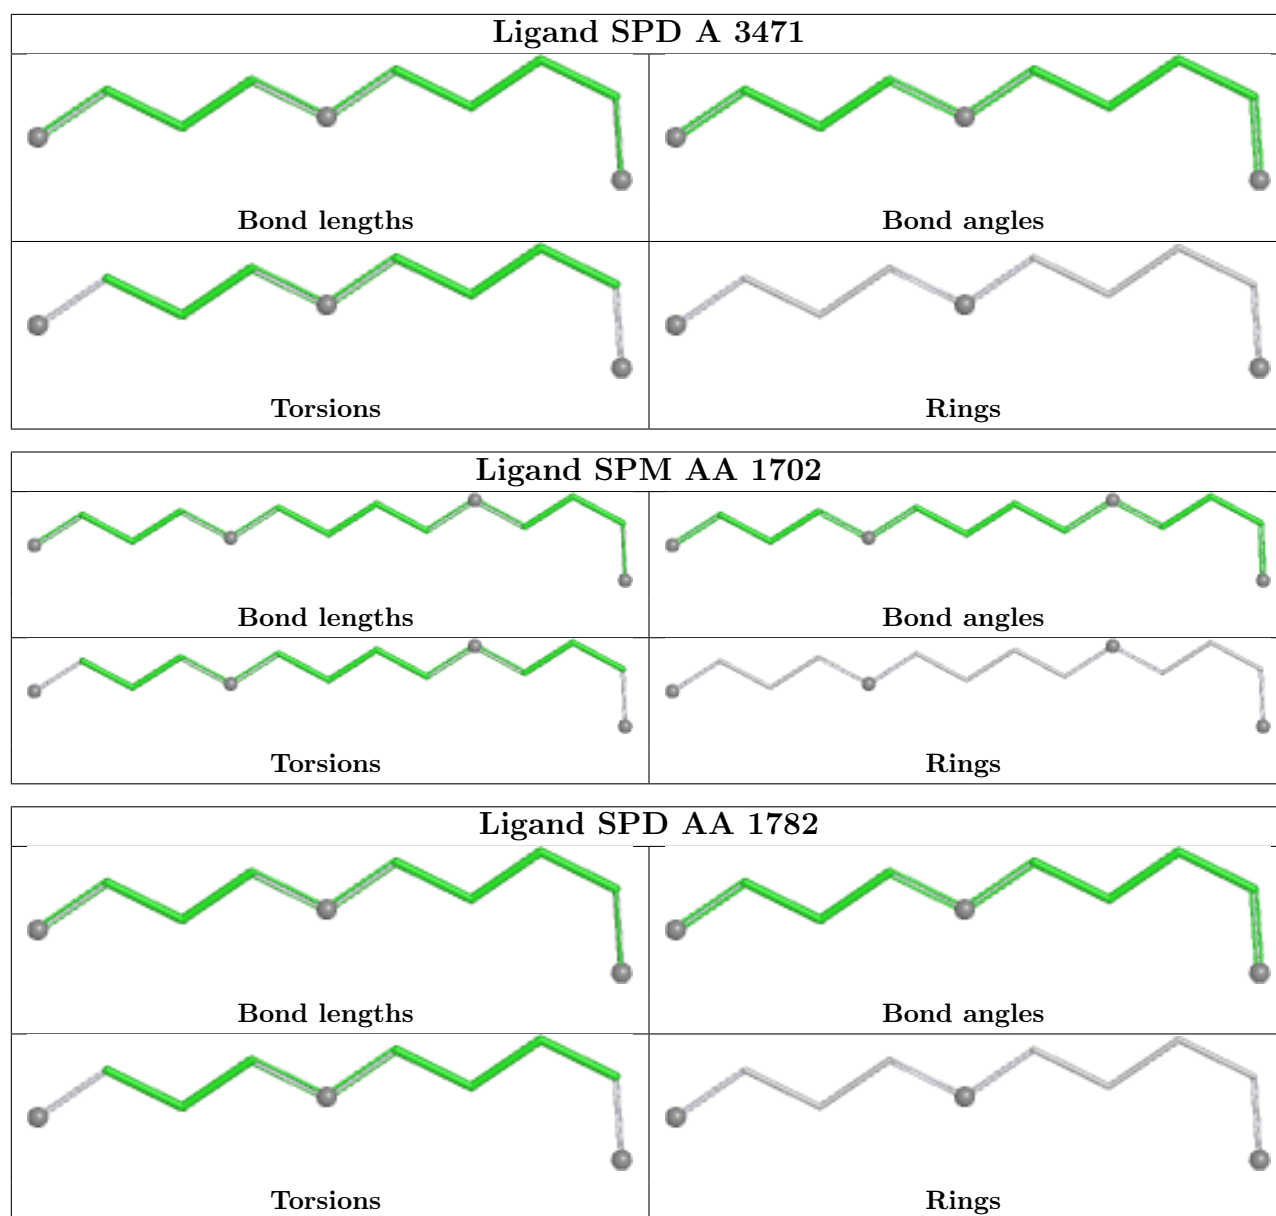 Ligand SPD A 3471
Bond lengths
Bond angles
Torsions
Rings
Ligand SPM AA 1702
Bond lengths
Bond angles
Torsions
Rings
Ligand SPD AA 1782
Bond lengths
Bond angles
Torsions
Rings